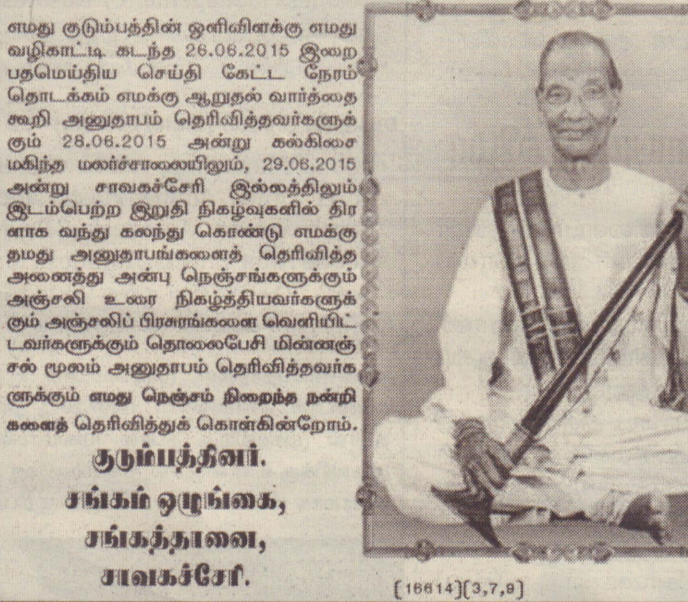 எமது குடும்பத்தின் ஒளிவிளக்கு எமது
வழிகாட்டி கடந்த 26.06.2015 இறை
பதமெய்திய செய்தி கேட்ட நேரம்
தொடக்கம் எமக்கு ஆறுதல் வார்த்தை
கூறி அனுதாபம் தெரிவித்தவர்களுக்
கும் 28.06.2015 அன்று கல்கிசை
மகிந்த மலர்ச்சாலையிலும், 29.06.2015
அன்று சாவகச்சேரி இல்லத்திலும்
இடம்பெற்ற இறுதி நிகழ்வுகளில் திர
ளாக வந்து கலந்து கொண்டு எமக்கு
தமது அனுதாபங்களைத் தெரிவித்த
அனைத்து அன்பு நெஞ்சங்களுக்கும்
அஞ்சலி உரை நிகழ்த்தியவர்களுக்
கும் அஞ்சலிப் பிரசுரங்களை வெளியிட்
டவர்களுக்கும் தொலைபேசி மின்னஞ்
சல் மூலம் அனுதாபம் தெரிவித்தவர்க
ளுக்கும் எமது நெஞ்சம் நிறைந்த நன்றி
களைத் தெரிவித்துக் கொள்கின்றோம்.
குடும்பத்தினர்.
சங்கம் ஒழுங்கை,
சங்கத்தானை,
சாவகச்சேரி.
[16614][3,7,9]